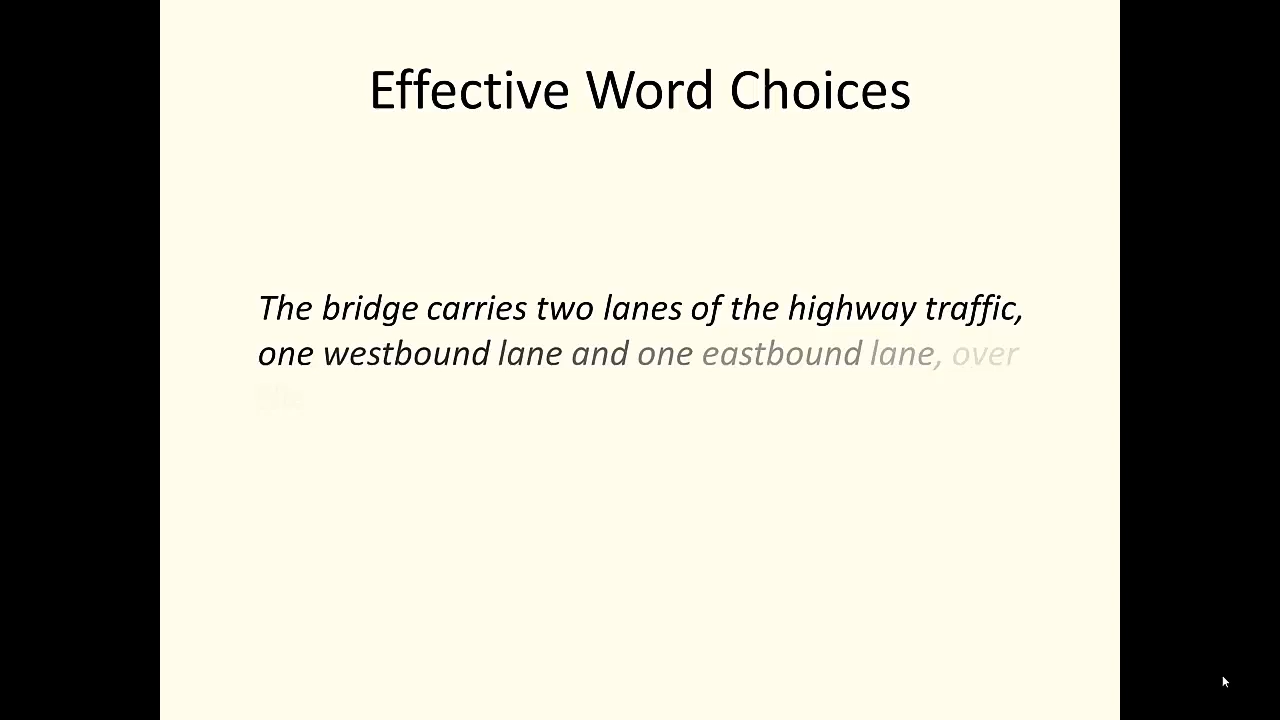 Effective Word Choices
The bridge carries two lanes of the highway traffic,
one westbound lane and one eastbound lane, over